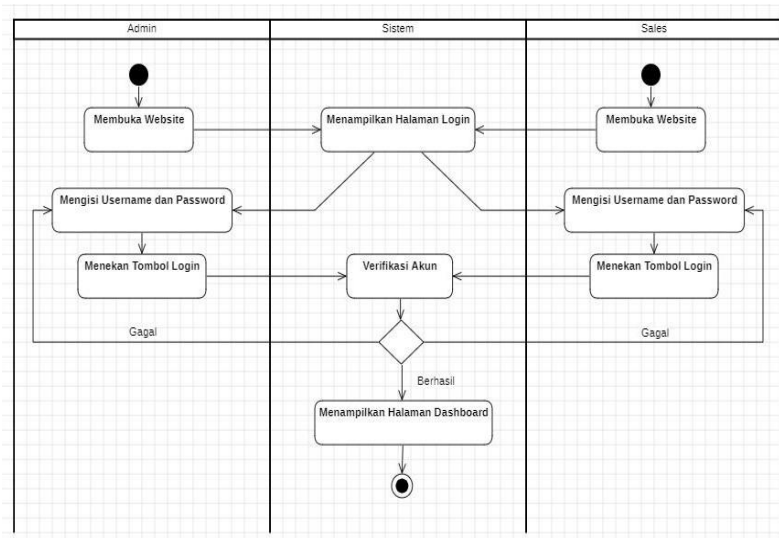 Admin
Sistem
Sales
Membuka Website
Menampilkan Halaman Login
Membuka Website
Mengisi Username dan Password
Mengisi Username dan Password
Menekan Tombol Login
Verifikasi Akun
Menekan Tombol Login
Gagal
Gagal
Berhasil
Menampilkan Halaman Dashboard